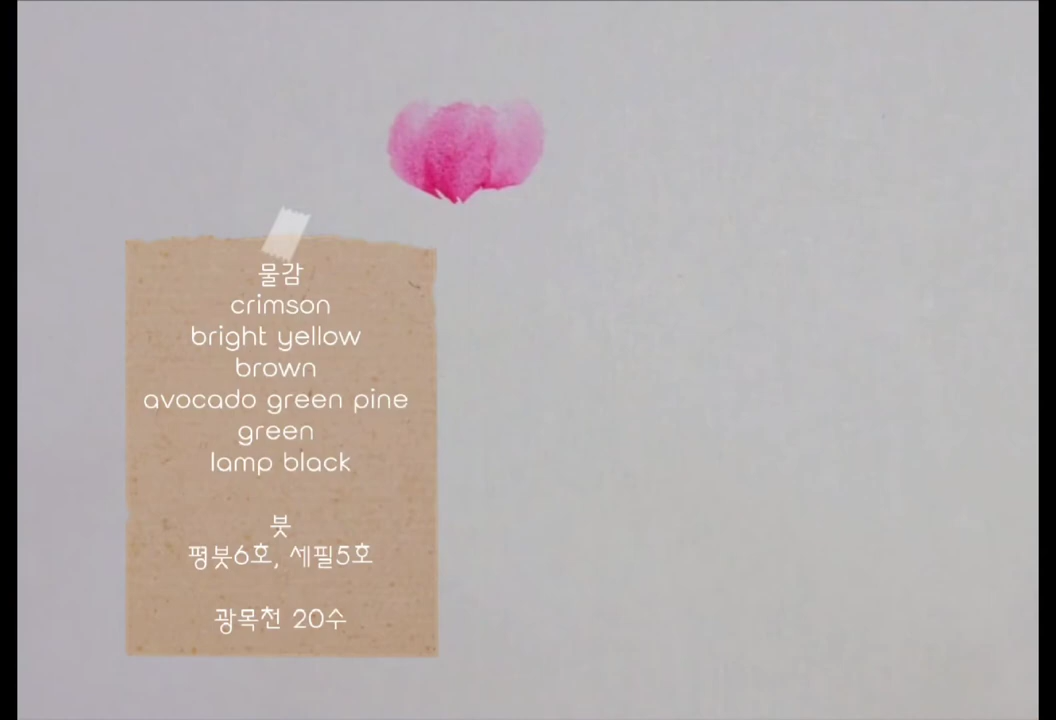 물감
crimson
bright yellow
brown
avocado green pine
green
lamp black
붓
평붓6호, 세필5호
광목천 20수